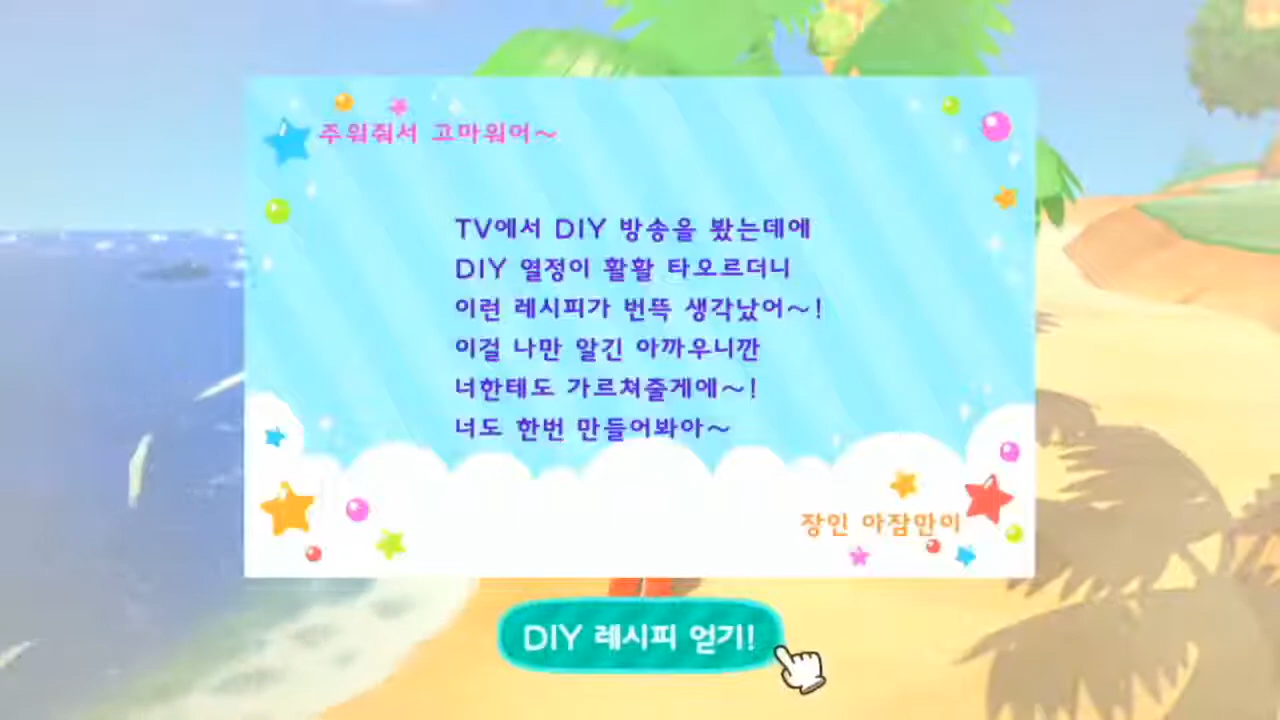 주워줘서 고마워어~
TV에서 DIY 방송을 봤는데에
DIY 열정이 활활 타오르더니
이런 레시피가 번뜩 생각났어~!
이걸 나만 알긴 아까우니깐
너한테도 가르쳐줄게에~!
너도 한번 만들어봐아~
장인 아잠만이
DIY 레시피 얻기!